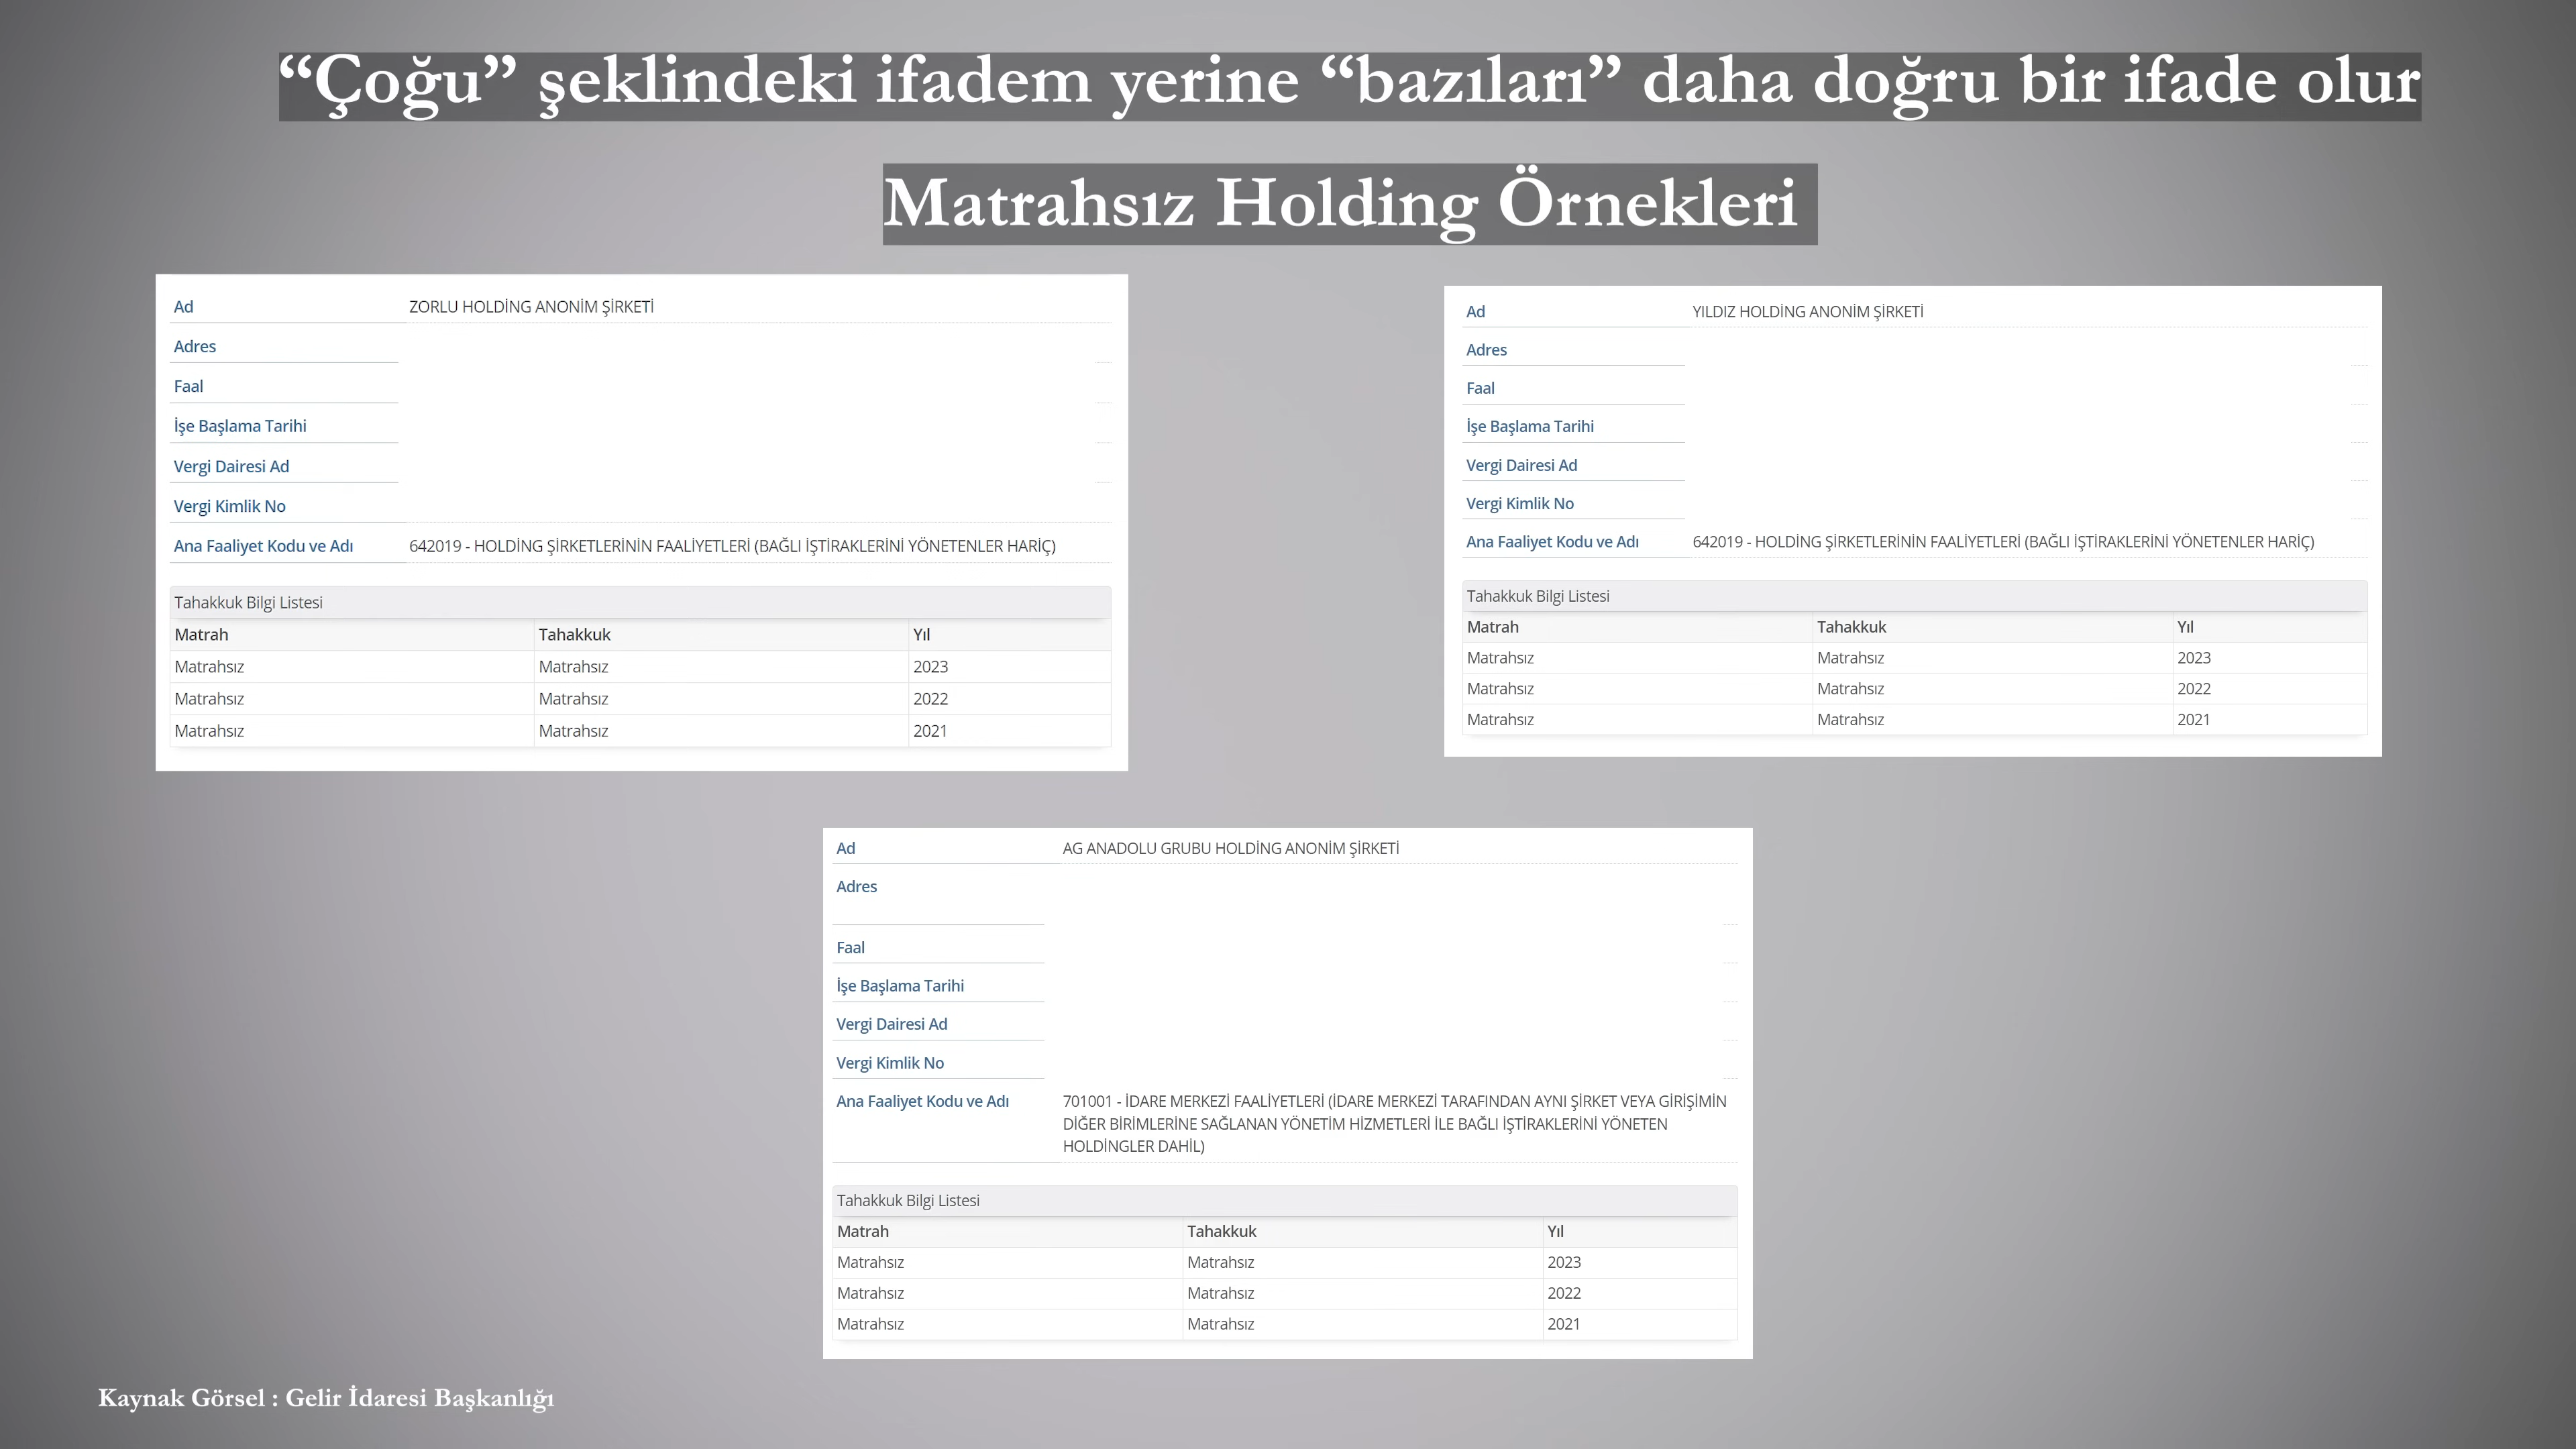 “Çoğu” şeklindeki ifadem yerine “bazıları” daha doğru bir ifade olur
Matrahsız Holding Örnekleri
Ad ZORLU HOLDİNG ANONİM ŞİRKETİ
Adres
Faal
İşe Başlama Tarihi
Vergi Dairesi Ad
Vergi Kimlik No
Ana Faaliyet Kodu ve Adı 642019 - HOLDİNG ŞİRKETLERİNİN FAALİYETLERİ (BAĞLI İŞTİRAKLERİNİ YÖNETENLER HARİÇ)
Tahakkuk Bilgi Listesi
Matrah Tahakkuk Yıl
Matrahsız Matrahsız 2023
Matrahsız Matrahsız 2022
Matrahsız Matrahsız 2021
Ad YILDIZ HOLDİNG ANONİM ŞİRKETİ
Adres
Faal
İşe Başlama Tarihi
Vergi Dairesi Ad
Vergi Kimlik No
Ana Faaliyet Kodu ve Adı 642019 - HOLDİNG ŞİRKETLERİNİN FAALİYETLERİ (BAĞLI İŞTİRAKLERİNİ YÖNETENLER HARİÇ)
Tahakkuk Bilgi Listesi
Matrah Tahakkuk Yıl
Matrahsız Matrahsız 2023
Matrahsız Matrahsız 2022
Matrahsız Matrahsız 2021
Ad AG ANADOLU GRUBU HOLDİNG ANONİM ŞİRKETİ
Adres
Faal
İşe Başlama Tarihi
Vergi Dairesi Ad
Vergi Kimlik No
Ana Faaliyet Kodu ve Adı 701001 - İDARE MERKEZİ FAALİYETLERİ (İDARE MERKEZİ TARAFINDAN AYNI ŞİRKET VEYA GİRİŞİMİN
DİĞER BİRİMLERİNE SAĞLANAN YÖNETİM HİZMETLERİ İLE BAĞLI İŞTİRAKLERİNİ YÖNETEN
HOLDİNGLER DAHİL)
Tahakkuk Bilgi Listesi
Matrah Tahakkuk Yıl
Matrahsız Matrahsız 2023
Matrahsız Matrahsız 2022
Matrahsız Matrahsız 2021
Kaynak Görsel : Gelir İdaresi Başkanlığı